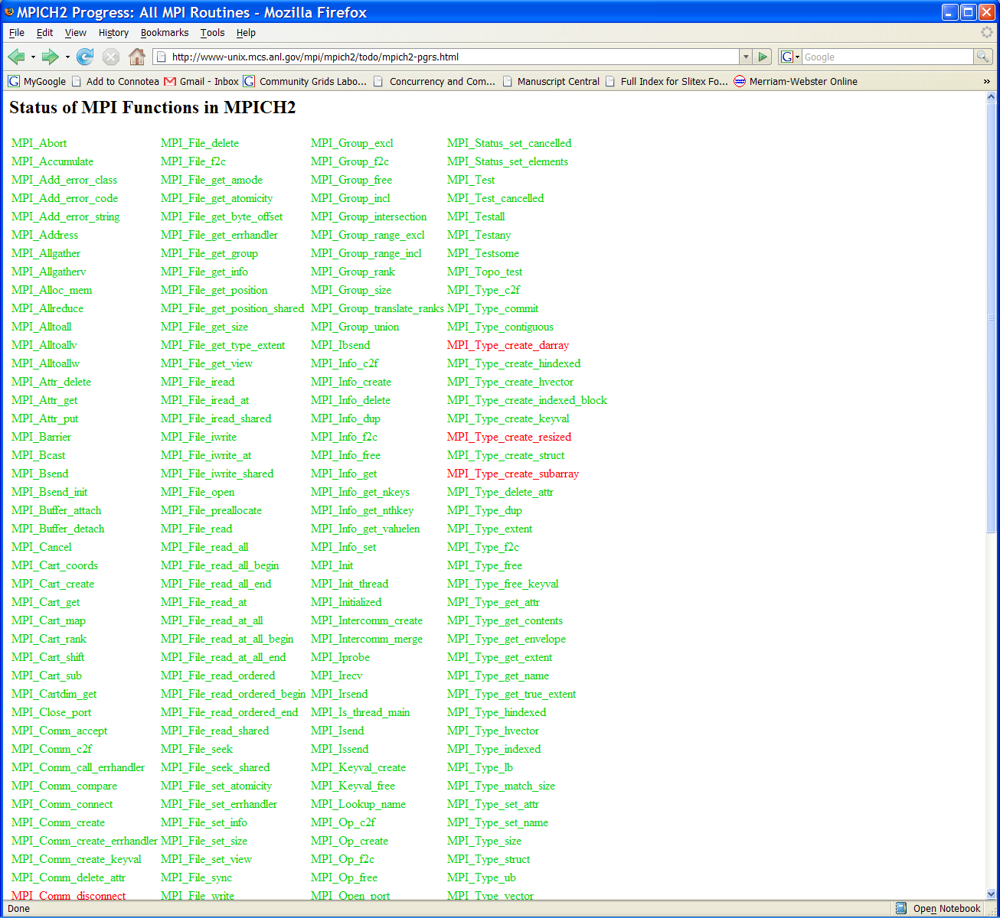 MPICH2 Progress: All MPI Routines - Mozilla Firefox
File Edit View History Bookmarks Tools Help
http://www-unix.mcs.anl.gov/mpi/mpich2/todo/mpich2-pgrs.html G Google
G MyGoogle Add to Connotea Gmail - Inbox G Community Grids Labo... Concurrency and Com... Manuscript Central Full Index for Slitex Fo... Merriam-Webster Online »
Status of MPI Functions in MPICH2
MPI_Abort MPI_File_delete MPI_Group_excl MPI_Status_set_cancelled
MPI_Accumulate MPI_File_f2c MPI_Group_f2c MPI_Status_set_elements
MPI_Add_error_class MPI_File_get_amode MPI_Group_free MPI_Test
MPI_Add_error_code MPI_File_get_atomicity MPI_Group_incl MPI_Test_cancelled
MPI_Add_error_string MPI_File_get_byte_offset MPI_Group_intersection MPI_Testall
MPI_Address MPI_File_get_errhandler MPI_Group_range_excl MPI_Testany
MPI_Allgather MPI_File_get_group MPI_Group_range_incl MPI_Testsome
MPI_Allgatherv MPI_File_get_info MPI_Group_rank MPI_Topo_test
MPI_Alloc_mem MPI_File_get_position MPI_Group_size MPI_Type_c2f
MPI_Allreduce MPI_File_get_position_shared MPI_Group_translate_ranks MPI_Type_commit
MPI_Alltoall MPI_File_get_size MPI_Group_union MPI_Type_contiguous
MPI_Alltoallv MPI_File_get_type_extent MPI_Ibsend MPI_Type_create_darray
MPI_Alltoallw MPI_File_get_view MPI_Info_c2f MPI_Type_create_hindexed
MPI_Attr_delete MPI_File_iread MPI_Info_create MPI_Type_create_hvector
MPI_Attr_get MPI_File_iread_at MPI_Info_delete MPI_Type_create_indexed_block
MPI_Attr_put MPI_File_iread_shared MPI_Info_dup MPI_Type_create_keyval
MPI_Barrier MPI_File_iwrite MPI_Info_f2c MPI_Type_create_resized
MPI_Bcast MPI_File_iwrite_at MPI_Info_free MPI_Type_create_struct
MPI_Bsend MPI_File_iwrite_shared MPI_Info_get MPI_Type_create_subarray
MPI_Bsend_init MPI_File_open MPI_Info_get_nkeys MPI_Type_delete_attr
MPI_Buffer_attach MPI_File_preallocate MPI_Info_get_nthkey MPI_Type_dup
MPI_Buffer_detach MPI_File_read MPI_Info_get_valuelen MPI_Type_extent
MPI_Cancel MPI_File_read_all MPI_Info_set MPI_Type_f2c
MPI_Cart_coords MPI_File_read_all_begin MPI_Init MPI_Type_free
MPI_Cart_create MPI_File_read_all_end MPI_Init_thread MPI_Type_free_keyval
MPI_Cart_get MPI_File_read_at MPI_Initialized MPI_Type_get_attr
MPI_Cart_map MPI_File_read_at_all MPI_Intercomm_create MPI_Type_get_contents
MPI_Cart_rank MPI_File_read_at_all_begin MPI_Intercomm_merge MPI_Type_get_envelope
MPI_Cart_shift MPI_File_read_at_all_end MPI_Iprobe MPI_Type_get_extent
MPI_Cart_sub MPI_File_read_ordered MPI_Irecv MPI_Type_get_name
MPI_Cartdim_get MPI_File_read_ordered_begin MPI_Irsend MPI_Type_get_true_extent
MPI_Close_port MPI_File_read_ordered_end MPI_Is_thread_main MPI_Type_hindexed
MPI_Comm_accept MPI_File_read_shared MPI_Isend MPI_Type_hvector
MPI_Comm_c2f MPI_File_seek MPI_Issend MPI_Type_indexed
MPI_Comm_call_errhandler MPI_File_seek_shared MPI_Keyval_create MPI_Type_lb
MPI_Comm_compare MPI_File_set_atomicity MPI_Keyval_free MPI_Type_match_size
MPI_Comm_connect MPI_File_set_errhandler MPI_Lookup_name MPI_Type_set_attr
MPI_Comm_create MPI_File_set_info MPI_Op_c2f MPI_Type_set_name
MPI_Comm_create_errhandler MPI_File_set_size MPI_Op_create MPI_Type_size
MPI_Comm_create_keyval MPI_File_set_view MPI_Op_f2c MPI_Type_struct
MPI_Comm_delete_attr MPI_File_sync MPI_Op_free MPI_Type_ub
MPI_Comm_disconnect MPI_File_write MPI_Open_port MPI_Type_vector
Done Open Notebook